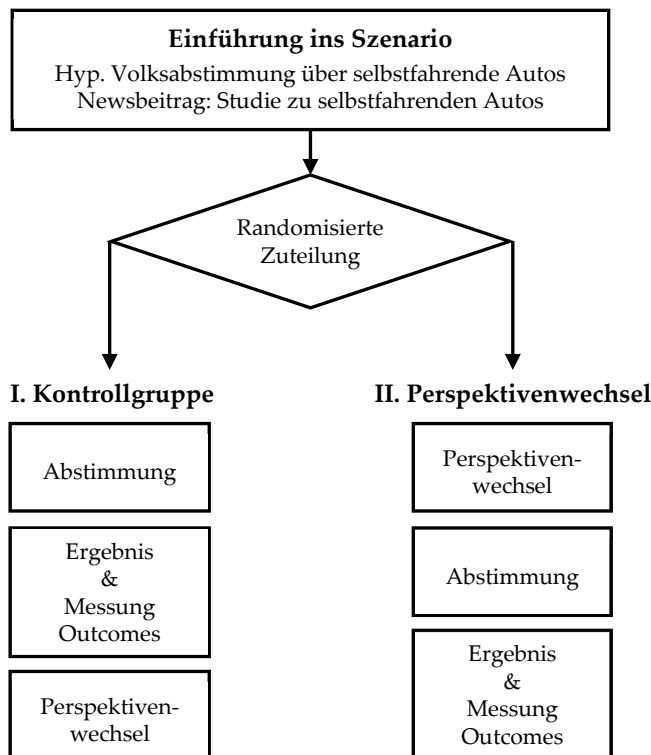 Einführung ins Szenario
Hyp. Volksabstimmung über selbstfahrende Autos
Newsbeitrag: Studie zu selbstfahrenden Autos
Randomisierte
Zuteilung
I. Kontrollgruppe
Abstimmung
Ergebnis
&
Messung
Outcomes
Perspektiven-
wechsel
II. Perspektivenwechsel
Perspektiven-
wechsel
Abstimmung
Ergebnis
&
Messung
Outcomes